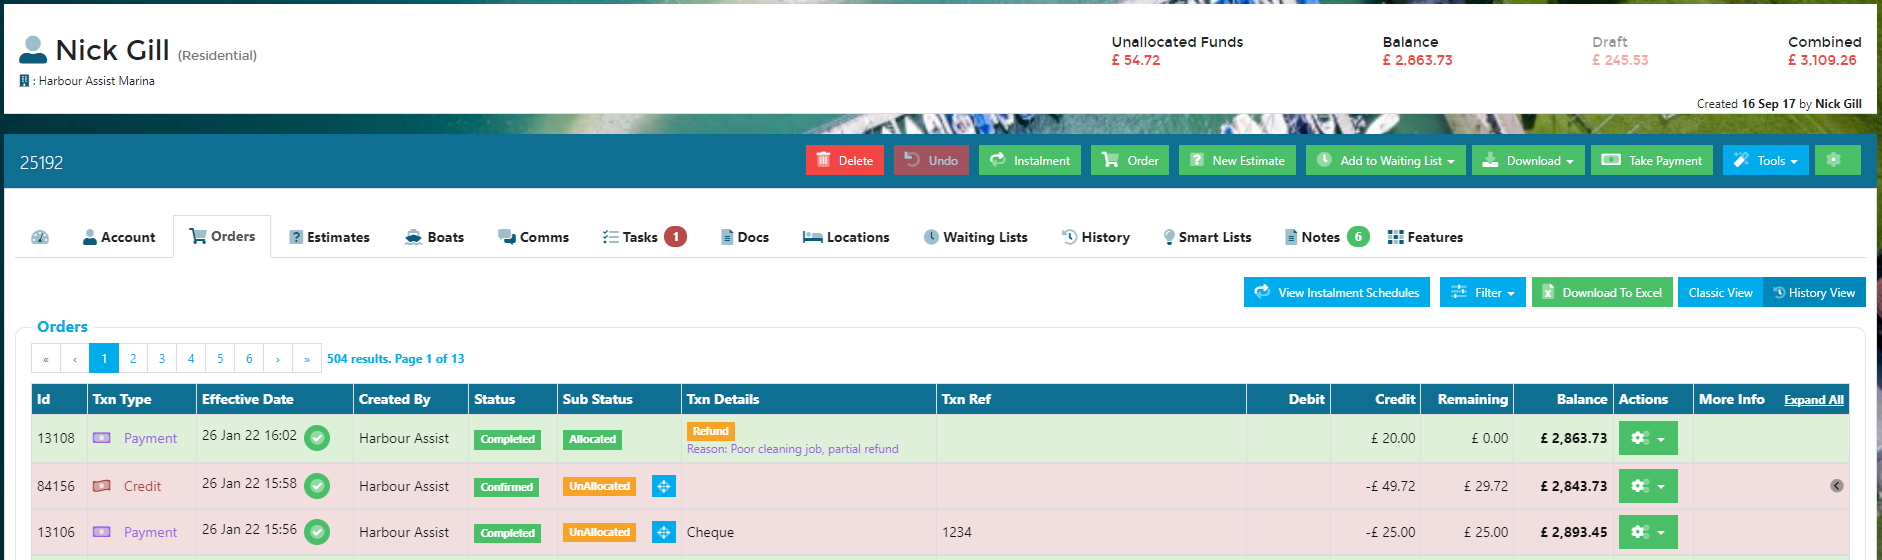 Nick Gill (Residential)
: Harbour Assist Marina
Unallocated Funds Balance Draft Combined
£ 54.72 £ 2,863.73 £ 245.53 £ 3,109.26
Created 16 Sep 17 by Nick Gill
25192 Delete Undo Instalment Order New Estimate Add to Waiting List Download Take Payment Tools
Account Orders Estimates Boats Comms Tasks 1 Docs Locations Waiting Lists History Smart Lists Notes 6 Features
View Instalment Schedules Filter Download To Excel Classic View History View
Orders
« ‹ 1 2 3 4 5 6 › » 504 results. Page 1 of 13
Id Txn Type Effective Date Created By Status Sub Status Txn Details Txn Ref Debit Credit Remaining Balance Actions More Info Expand All
13108 Payment 26 Jan 22 16:02 Harbour Assist Completed Allocated Refund £ 20.00 £ 0.00 £ 2,863.73
Reason: Poor cleaning job, partial refund
84156 Credit 26 Jan 22 15:58 Harbour Assist Confirmed UnAllocated -£ 49.72 £ 29.72 £ 2,843.73
13106 Payment 26 Jan 22 15:56 Harbour Assist Completed UnAllocated Cheque 1234 -£ 25.00 £ 25.00 £ 2,893.45